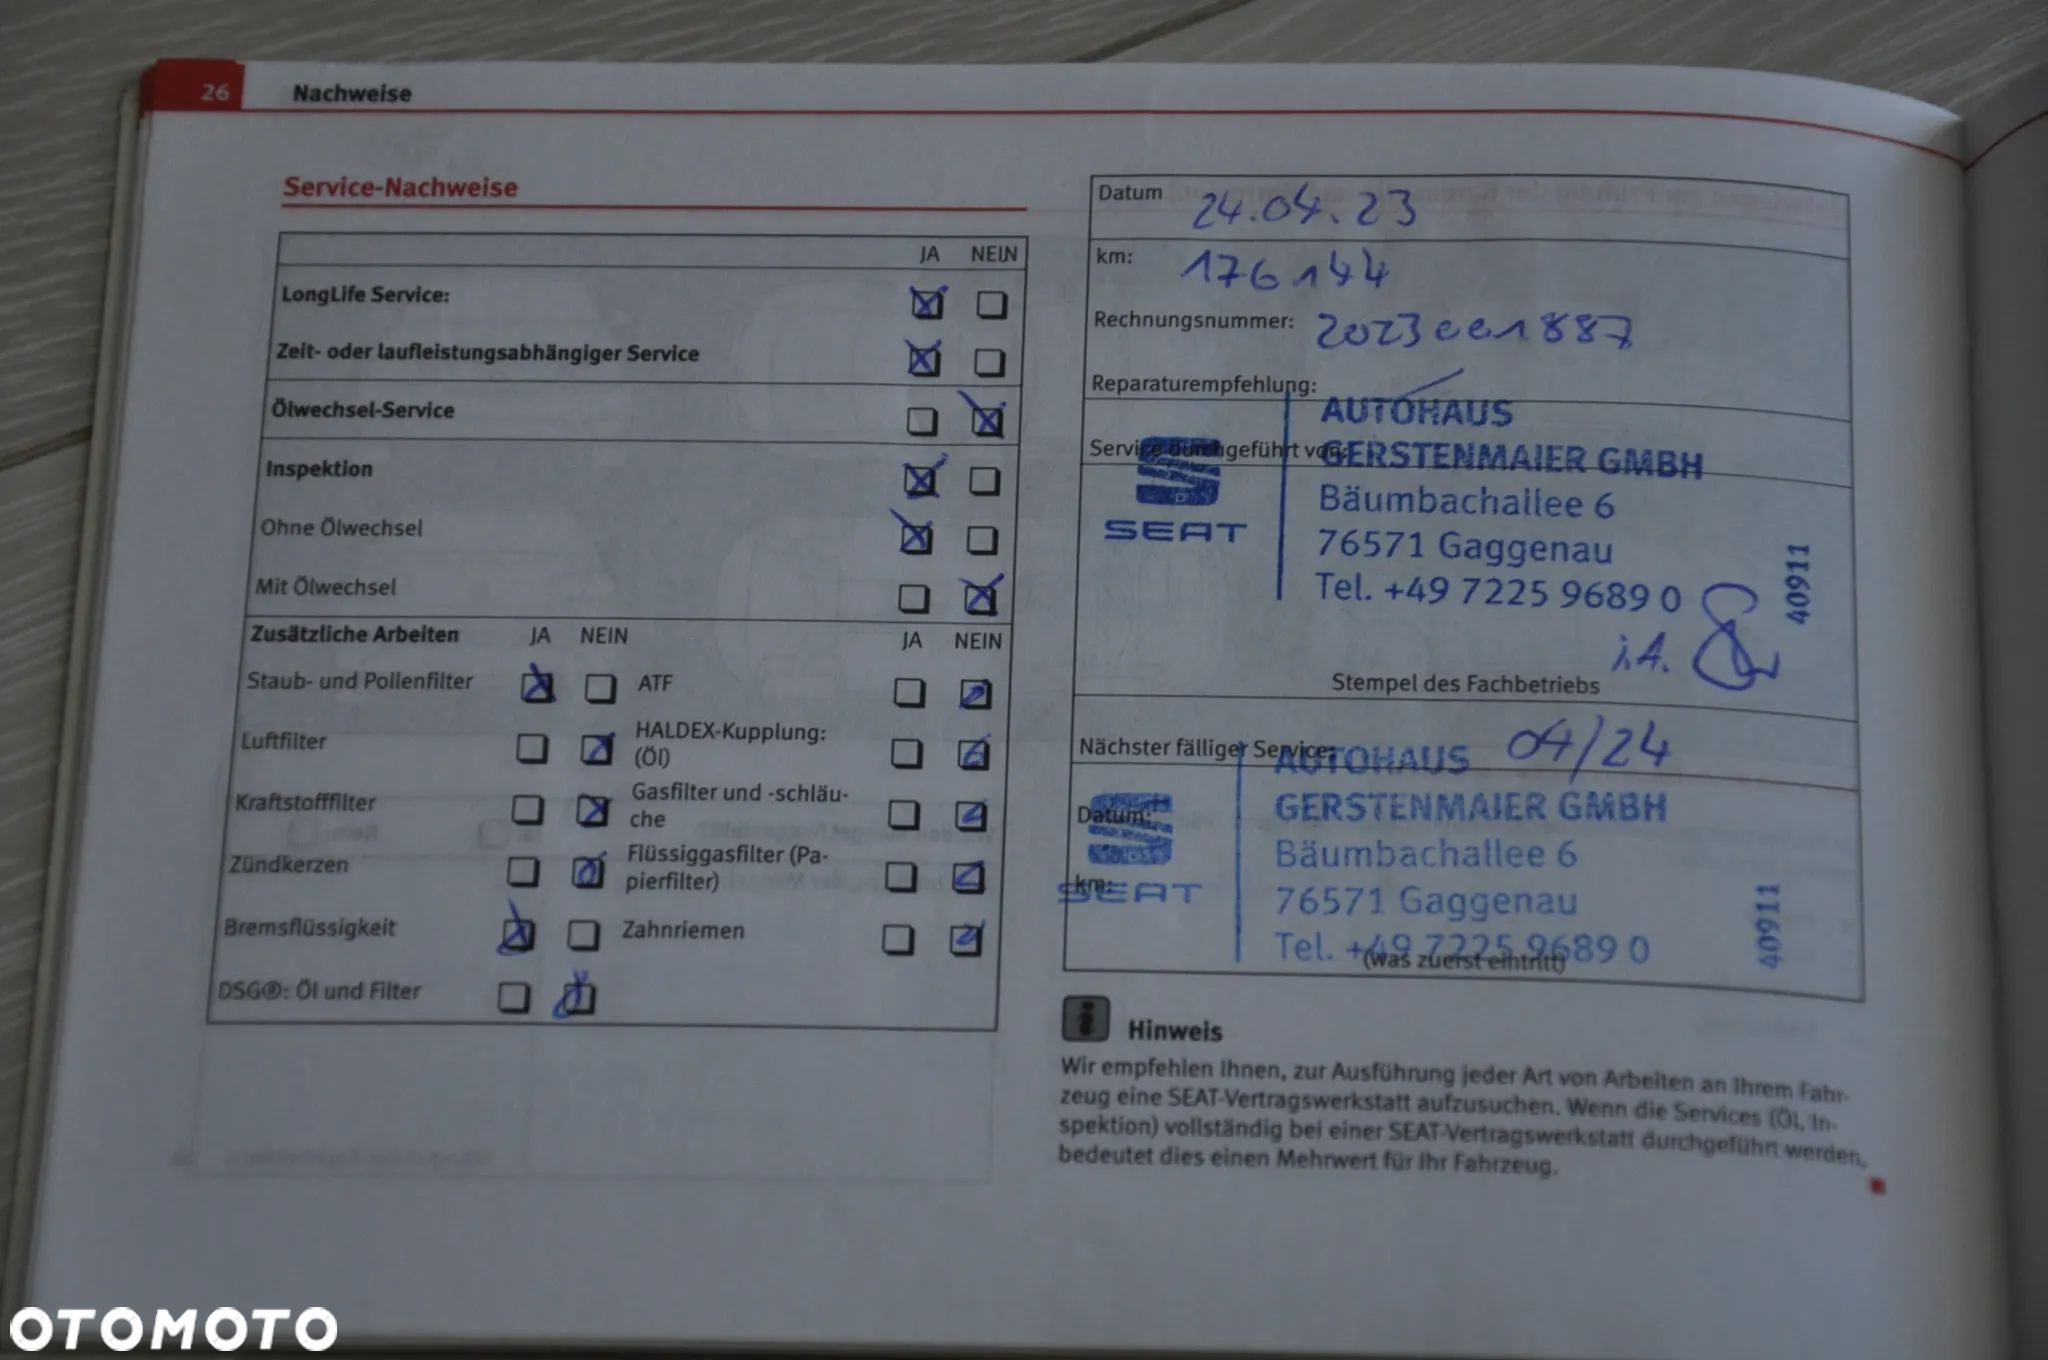 26 Nachweise
Service-Nachweise
JA NEIN
LongLife Service:
Zeit- oder laufleistungsabhängiger Service
Ölwechsel-Service
Inspektion
Ohne Ölwechsel
Mit Ölwechsel
Zusätzliche Arbeiten JA NEIN JA NEIN
Staub- und Pollenfilter ATF
Luftfilter HALDEX-Kupplung:
(Öl)
Kraftstofffilter Gasfilter und -schläu-
che
Zündkerzen Flüssiggasfilter (Pa-
pierfilter)
Bremsflüssigkeit Zahnriemen
DSG®: Öl und Filter
Datum 24.04.23
km: 176144
Rechnungsnummer: 2023001887
Reparaturempfehlung:
AUTOHAUS
Service durchgeführt von: GERSTENMAIER GMBH
Bäumbachallee 6
SEAT
76571 Gaggenau
Tel. +49 7225 9689 0
40911
i.A.
Stempel des Fachbetriebs
Nächster fälliger Service: 04/24
AUTOHAUS
GERSTENMAIER GMBH
Datum:
Bäumbachallee 6
km:
SEAT
76571 Gaggenau
Tel. +49 7225 9689 0
40911
(was zuerst eintritt)
i Hinweis
Wir empfehlen Ihnen, zur Ausführung jeder Art von Arbeiten an Ihrem Fahr-
zeug eine SEAT-Vertragswerkstatt aufzusuchen. Wenn die Services (Öl, In-
spektion) vollständig bei einer SEAT-Vertragswerkstatt durchgeführt werden,
bedeutet dies einen Mehrwert für Ihr Fahrzeug.
OTOMOTO